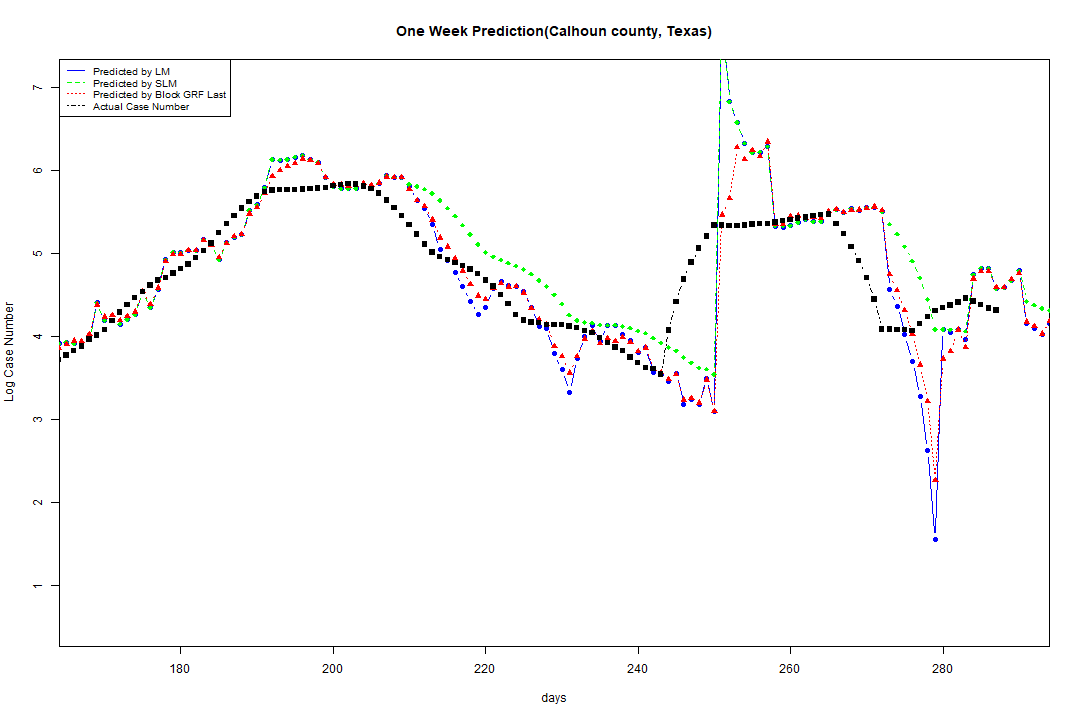 One Week Prediction(Calhoun county, Texas)
Predicted by LM
Predicted by SLM
Predicted by Block GRF Last
Actual Case Number
7
6
5
4
3
2
1
Log Case Number
180 200 220 240 260 280
days